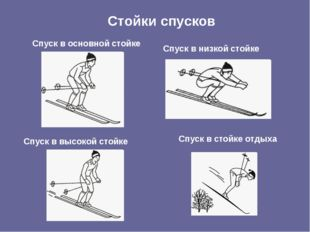 Стойки спусков
Спуск в основной стойке
Спуск в низкой стойке
Спуск в высокой стойке
Спуск в стойке отдыха